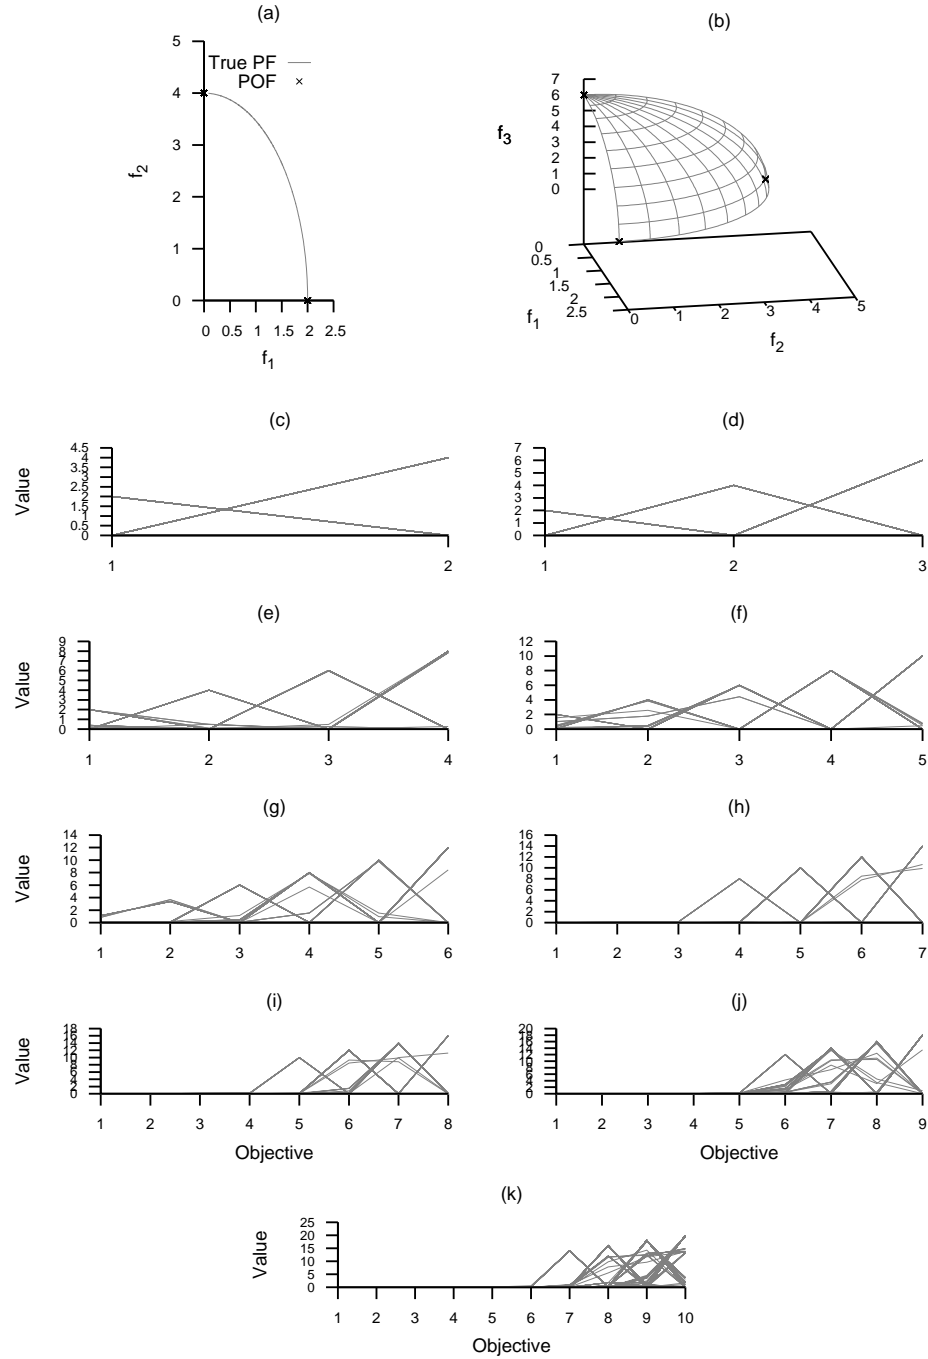 (a)
5
4
3
2
1
0
f2
True PF
POF
0 0.5 1 1.5 2 2.5
f1
(b)
7
6
5
4
3
2
1
0
f3
0
0.5
1
1.5
2
2.5
f1
0 1 2 3 4 5
f2
(c)
Value
4.5
4
3.5
3
2.5
2
1.5
1
0.5
0
1 2
(d)
7
6
5
4
3
2
1
0
1 2 3
(e)
Value
9
8
7
6
5
4
3
2
1
0
1 2 3 4
(f)
12
10
8
6
4
2
0
1 2 3 4 5
(g)
Value
14
12
10
8
6
4
2
0
1 2 3 4 5 6
(h)
16
14
12
10
8
6
4
2
0
1 2 3 4 5 6 7
(i)
Value
18
16
14
12
10
8
6
4
2
0
1 2 3 4 5 6 7 8
Objective
(j)
20
18
16
14
12
10
8
6
4
2
0
1 2 3 4 5 6 7 8 9
Objective
(k)
Value
25
20
15
10
5
0
1 2 3 4 5 6 7 8 9 10
Objective